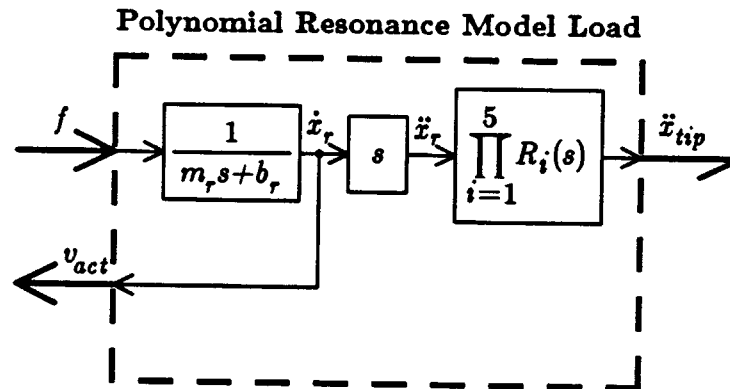 Polynomial Resonance Model Load
f
1
m_r s+b_r
ẋ_r
s
ẍ_r
5
∏ R_i(s)
i=1
ẍ_tip
v_act